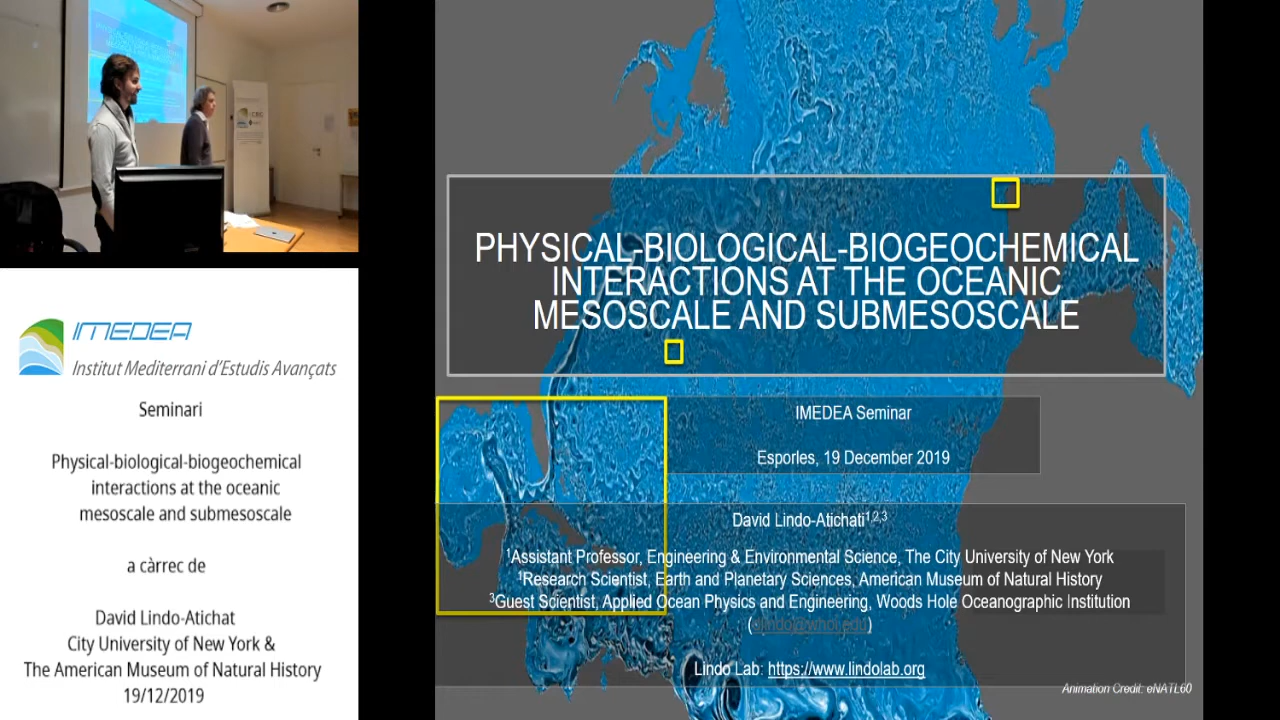 IMEDEA
Institut Mediterrani d'Estudis Avançats
Seminari
Physical-biological-biogeochemical
interactions at the oceanic
mesoscale and submesoscale
a càrrec de
David Lindo-Atichat
City University of New York &
The American Museum of Natural History
19/12/2019
PHYSICAL-BIOLOGICAL-BIOGEOCHEMICAL
INTERACTIONS AT THE OCEANIC
MESOSCALE AND SUBMESOSCALE
IMEDEA Seminar
Esporles, 19 December 2019
David Lindo-Atichati1,2,3
1Assistant Professor, Engineering & Environmental Science, The City University of New York
1Research Scientist, Earth and Planetary Sciences, American Museum of Natural History
3Guest Scientist, Applied Ocean Physics and Engineering, Woods Hole Oceanographic Institution
(dlindo@whoi.edu)
Lindo Lab: https://www.lindolab.org
Animation Credit: eNATL60